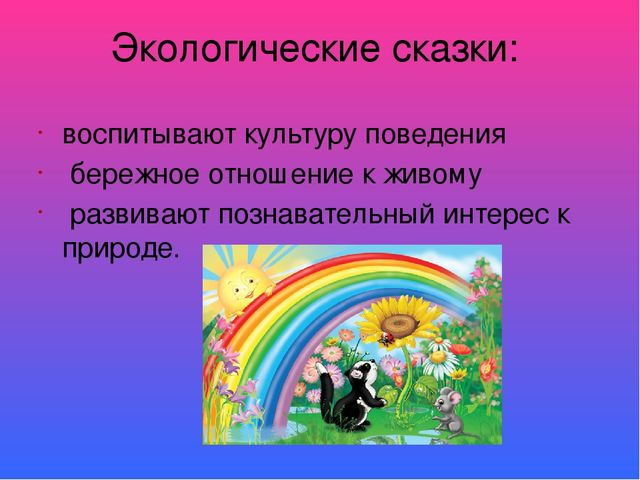 Экологические сказки:
воспитывают культуру поведения
бережное отношение к живому
развивают познавательный интерес к
природе.